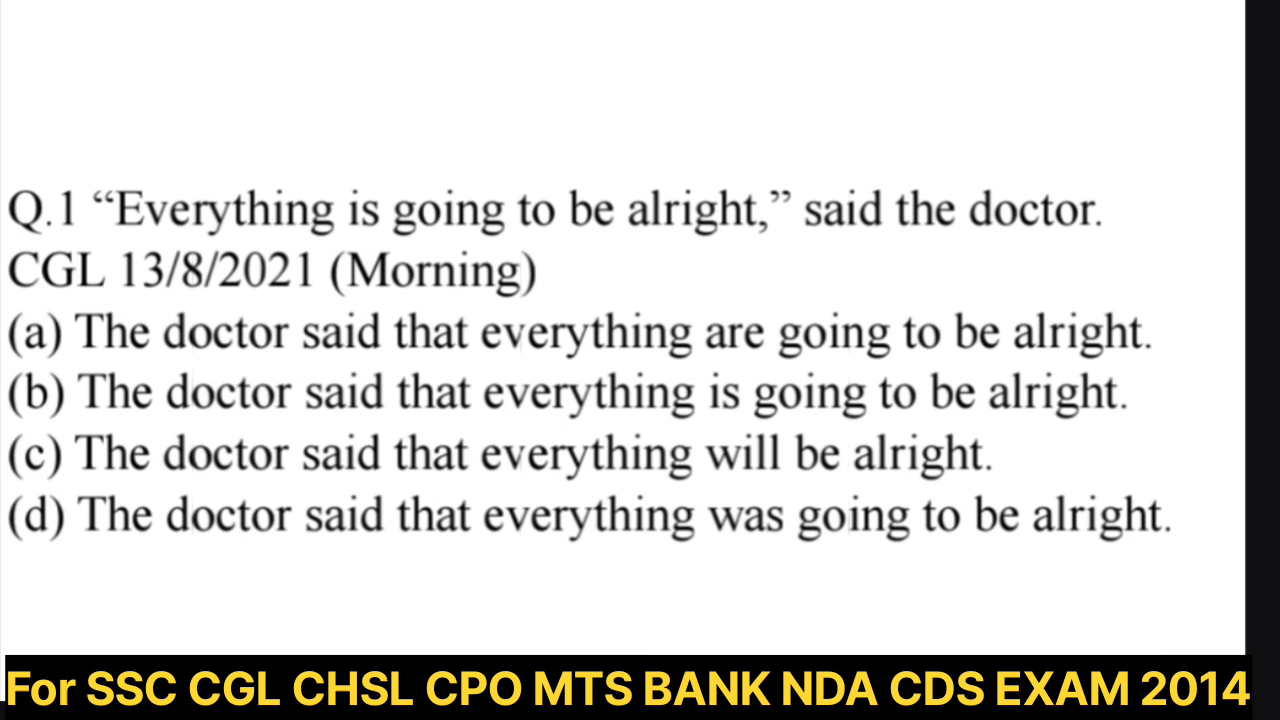 Q.1 “Everything is going to be alright,” said the doctor.
CGL 13/8/2021 (Morning)
(a) The doctor said that everything are going to be alright.
(b) The doctor said that everything is going to be alright.
(c) The doctor said that everything will be alright.
(d) The doctor said that everything was going to be alright.
For SSC CGL CHSL CPO MTS BANK NDA CDS EXAM 2014